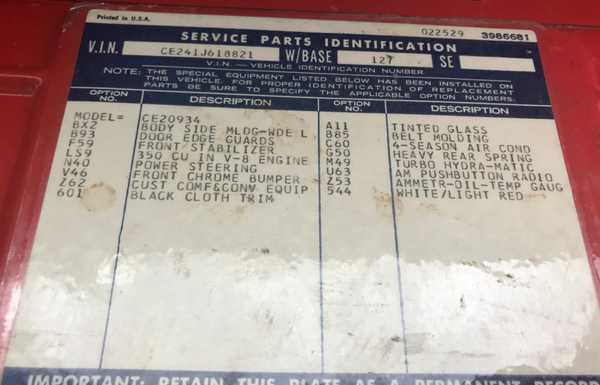 Printed in U.S.A. 022529 3986681
SERVICE PARTS IDENTIFICATION
V.I.N. CE241J618821 W/BASE 127 SE
V.I.N.—VEHICLE IDENTIFICATION NUMBER
NOTE: THE SPECIAL EQUIPMENT LISTED BELOW HAS BEEN INSTALLED ON
THIS VEHICLE. FOR PROPER IDENTIFICATION OF REPLACEMENT
PARTS BE SURE TO SPECIFY THE APPLICABLE OPTION NUMBERS.
OPTION NO. DESCRIPTION OPTION NO. DESCRIPTION
MODEL= CE20934
BX2 BODY SIDE MLDG-WDE L A11 TINTED GLASS
B93 DOOR EDGE GUARDS B85 BELT MOLDING
F59 FRONT STABILIZER C60 4-SEASON AIR COND
LS9 350 CU IN V-8 ENGINE G50 HEAVY REAR SPRING
N40 POWER STEERING M49 TURBO HYDRA-MATIC
V46 FRONT CHROME BUMPER U63 AM PUSHBUTTON RADIO
Z62 CUST COMF&CONV EQUIP Z53 AMMETR-OIL-TEMP GAUG
601 BLACK CLOTH TRIM 544 WHITE/LIGHT RED
IMPORTANT: RETAIN THIS PLATE AS A PERMANENT RECORD